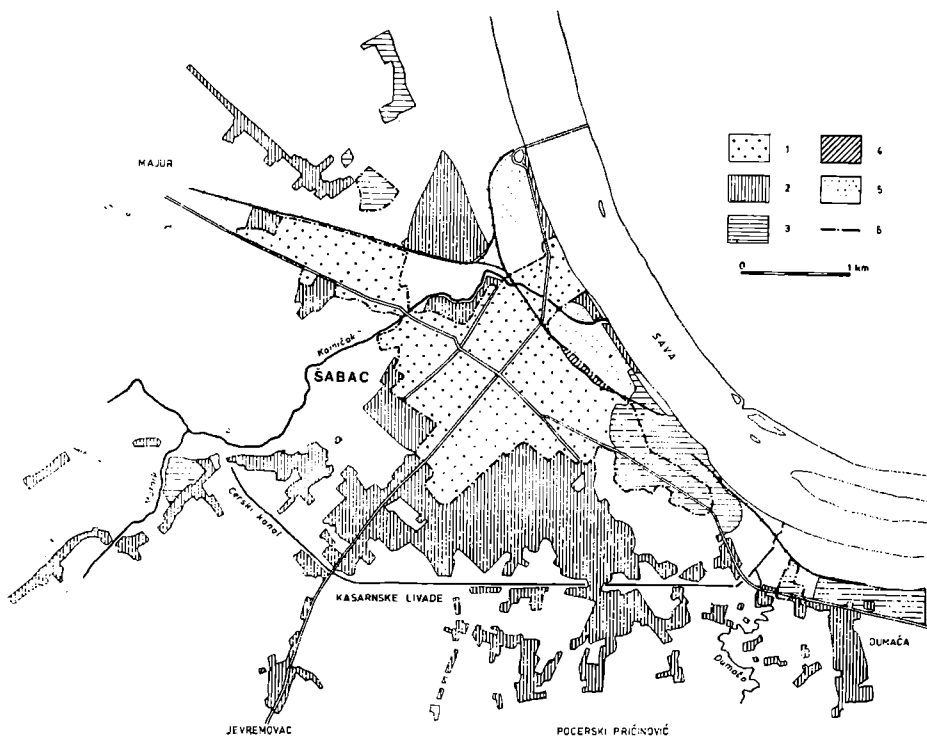 MAJUR
1
4
2
5
3
6
0
1 km
Kamičak
SAVA
ŠABAC
Cerski kanal
KASARNSKE LIVADE
DUMAČA
Dumača
JEVREMOVAC
POCERSKI PRIČINOVIĆ